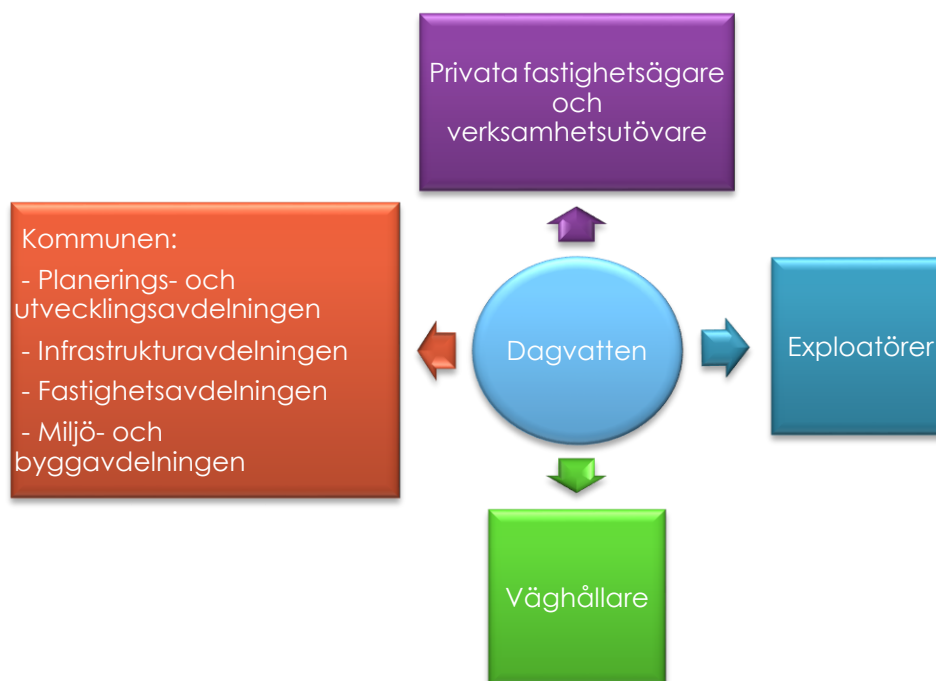 Privata fastighetsägare
och
verksamhetsutövare
Kommunen:
- Planerings- och
utvecklingsavdelningen
- Infrastrukturavdelningen
- Fastighetsavdelningen
- Miljö- och
byggavdelningen
Dagvatten
Exploatörer
Väghållare